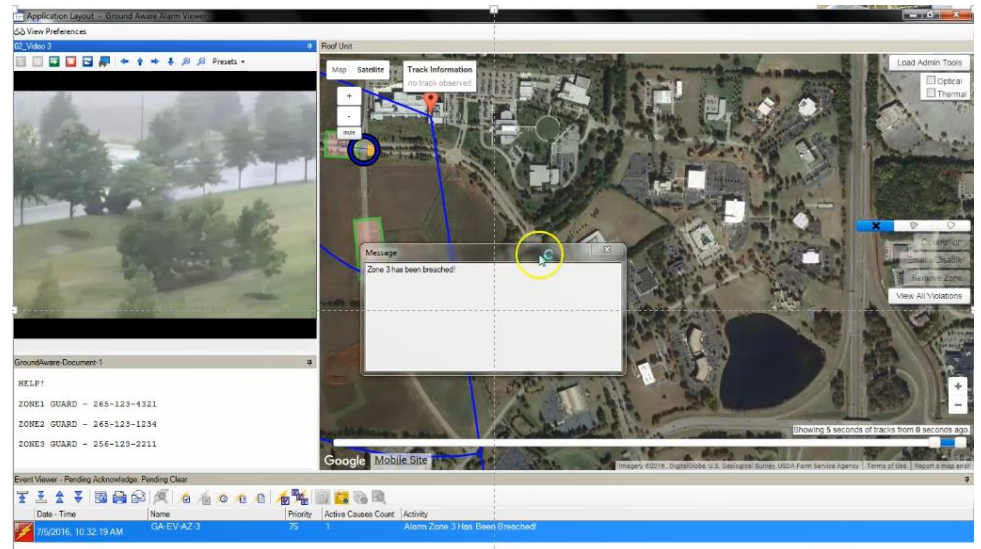 Application Layout - Ground Aware Alarm Viewer
View Preferences
02_Video 3
Presets
Roof Unit
Map Satellite
Track Information
no track observed
+
-
mute
Load Admin Tools
Optical
Thermal
Description
Enable Disable
Remove Zone
View All Violations
Message
Zone 3 has been breached!
GroundAware-Document-1
HELP!
ZONE1 GUARD - 265-123-4321
ZONE2 GUARD - 265-123-1234
ZONE3 GUARD - 256-123-2211
+
-
Showing 5 seconds of tracks from 0 seconds ago
Google Mobile Site
Imagery ©2016, DigitalGlobe, U.S. Geological Survey, USDA Farm Service Agency Terms of Use Report a map error
Event Viewer - Pending Acknowledge, Pending Clear
Date - Time Name Priority Active Causes Count Activity
7/5/2016, 10:32:19 AM GA-EV-AZ-3 75 1 Alarm Zone 3 Has Been Breached!